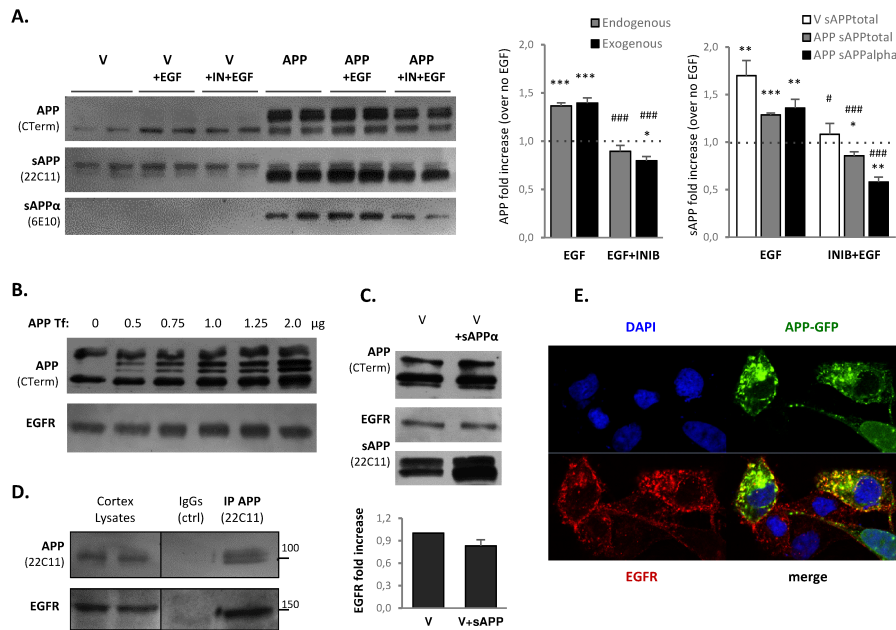 A.
V V V APP APP APP
+EGF +IN+EGF +EGF +IN+EGF
APP
(CTerm)
sAPP
(22C11)
sAPPα
(6E10)
APP fold increase (over no EGF)
Endogenous
Exogenous
2,0
1,5
1,0
0,5
0,0
*** ***
### ###
*
EGF EGF+INIB
sAPP fold increase (over no EGF)
V sAPPtotal
APP sAPPtotal
APP sAPPalpha
2,0
1,5
1,0
0,5
0,0
**
*** **
# ###
*
###
**
EGF INIB+EGF
B.
APP Tf: 0 0.5 0.75 1.0 1.25 2.0 µg
APP
(CTerm)
EGFR
C.
V V
+sAPPα
APP
(CTerm)
EGFR
sAPP
(22C11)
EGFR fold increase
1,2
0,9
0,6
0,3
0,0
V V+sAPP
D.
Cortex IgGs IP APP
Lysates (ctrl) (22C11)
APP
(22C11)
100
EGFR
150
E.
DAPI APP-GFP
EGFR merge